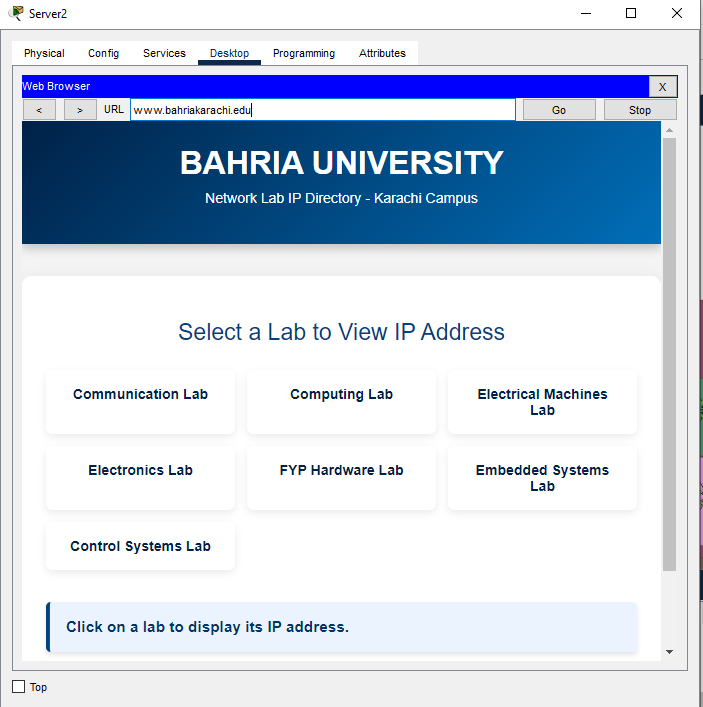 Server2
Physical Config Services Desktop Programming Attributes
Web Browser X
< > URL www.bahriakarachi.edu Go Stop
BAHRIA UNIVERSITY
Network Lab IP Directory - Karachi Campus
Select a Lab to View IP Address
Communication Lab
Computing Lab
Electrical Machines
Lab
Electronics Lab
FYP Hardware Lab
Embedded Systems
Lab
Control Systems Lab
Click on a lab to display its IP address.
Top